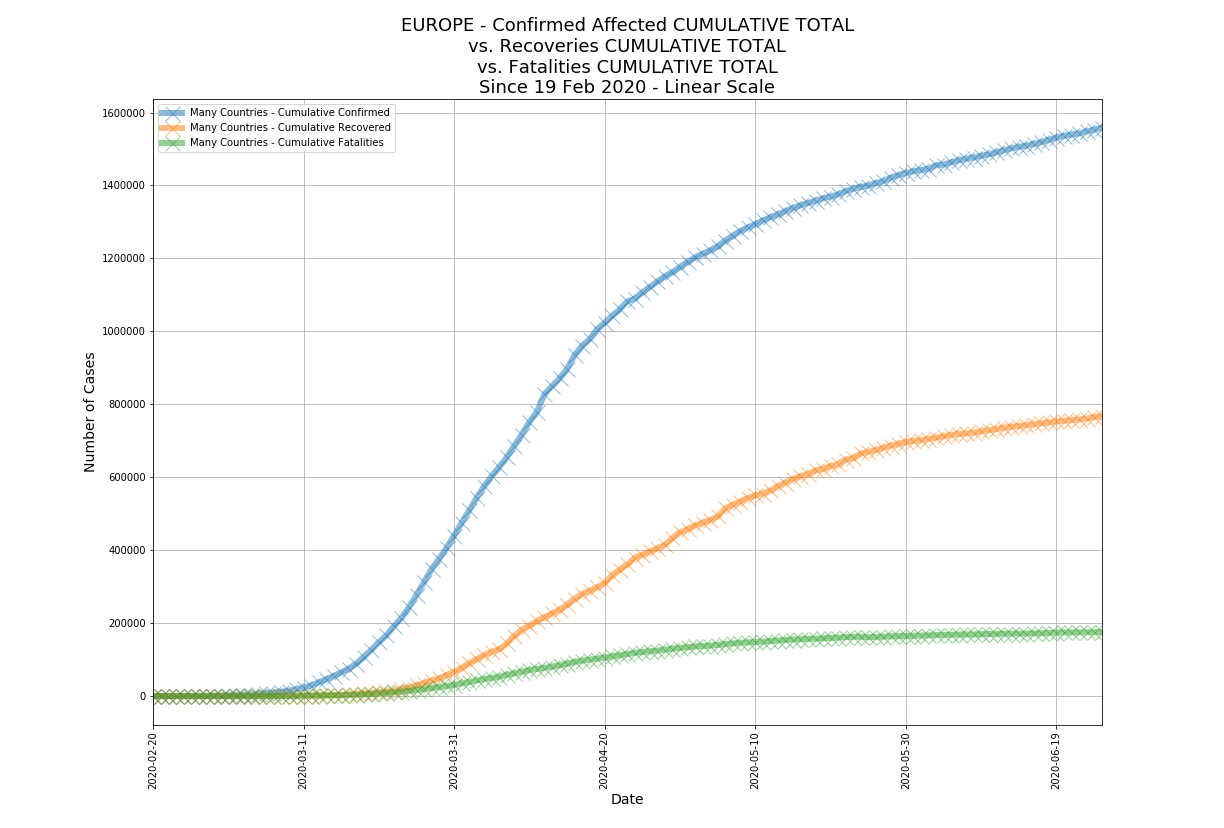 EUROPE - Confirmed Affected CUMULATIVE TOTAL
vs. Recoveries CUMULATIVE TOTAL
vs. Fatalities CUMULATIVE TOTAL
Since 19 Feb 2020 - Linear Scale
Many Countries - Cumulative Confirmed
Many Countries - Cumulative Recovered
Many Countries - Cumulative Fatalities
Number of Cases
1600000
1400000
1200000
1000000
800000
600000
400000
200000
0
2020-02-20
2020-03-11
2020-03-31
2020-04-20
2020-05-10
2020-05-30
2020-06-19
Date